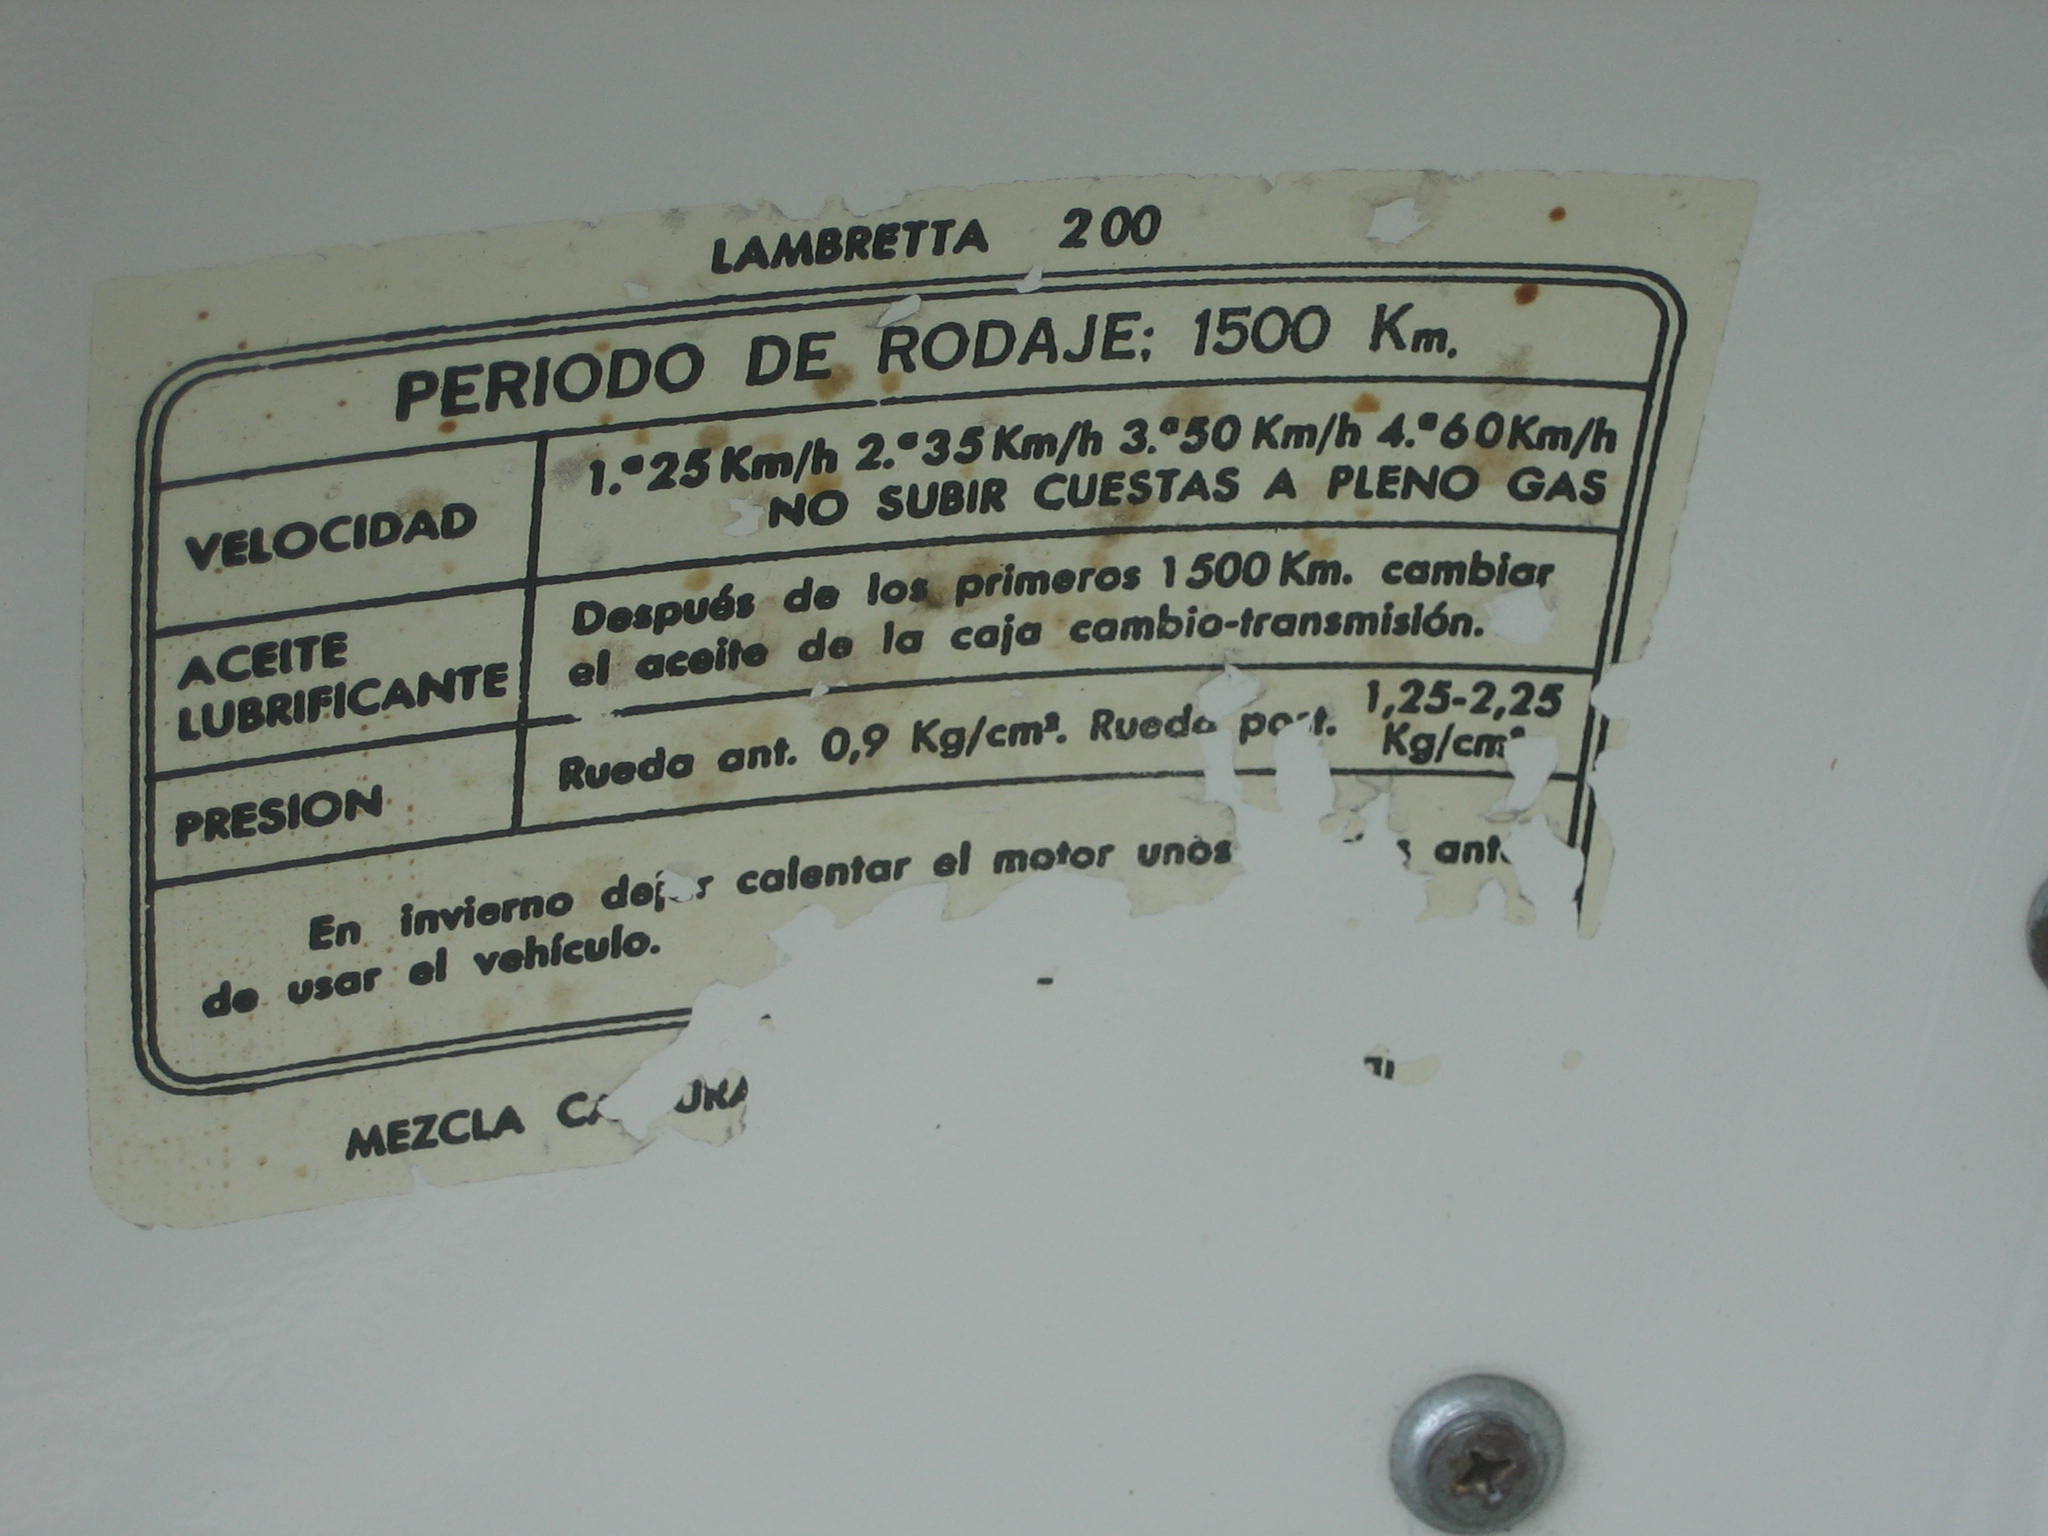 LAMBRETTA 200
PERIODO DE RODAJE: 1500 Km.
VELOCIDAD
1.ª 25 Km/h 2.ª 35 Km/h 3.ª 50 Km/h 4.ª 60 Km/h
NO SUBIR CUESTAS A PLENO GAS
ACEITE
LUBRIFICANTE
Después de los primeros 1500 Km. cambiar
el aceite de la caja cambio-transmisión.
PRESION
Rueda ant. 0,9 Kg/cm². Rueda post. 1,25-2,25
Kg/cm²
En invierno dejar calentar el motor unos
de usar el vehículo.
MEZCLA